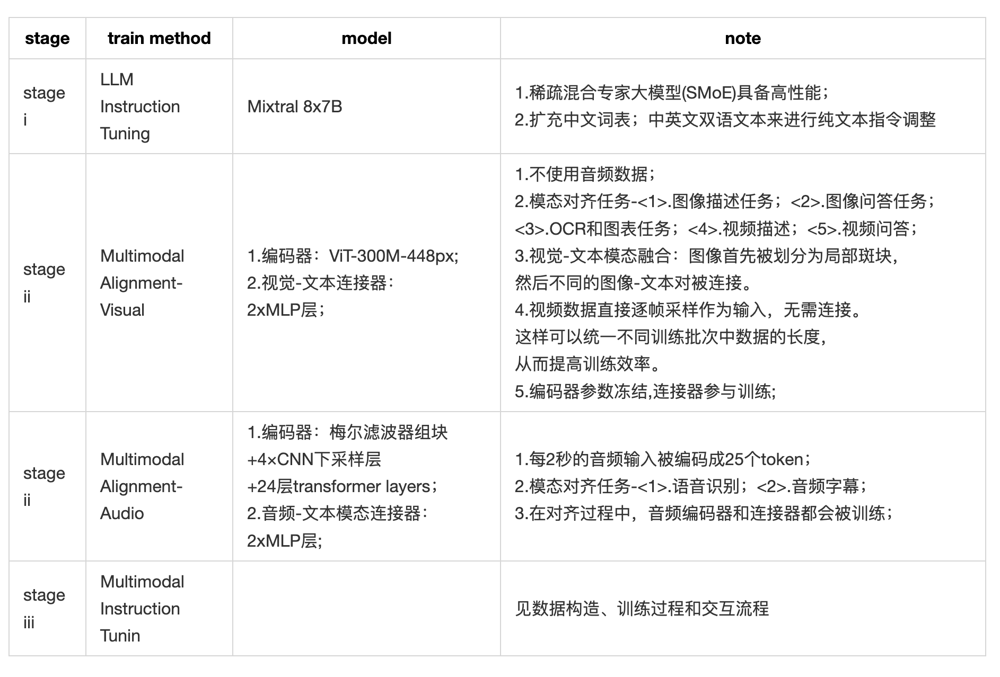 stage
train method
model
note
stage
i
LLM
Instruction
Tuning
Mixtral 8x7B
1.稀疏混合专家大模型(SMoE)具备高性能；
2.扩充中文词表；中英文双语文本来进行纯文本指令调整
stage
ii
Multimodal
Alignment-
Visual
1.编码器：ViT-300M-448px;
2.视觉-文本连接器：
2xMLP层；
1.不使用音频数据；
2.模态对齐任务-<1>.图像描述任务；<2>.图像问答任务；
<3>.OCR和图表任务；<4>.视频描述；<5>.视频问答；
3.视觉-文本模态融合：图像首先被划分为局部斑块，
然后不同的图像-文本对被连接。
4.视频数据直接逐帧采样作为输入，无需连接。
这样可以统一不同训练批次中数据的长度，
从而提高训练效率。
5.编码器参数冻结,连接器参与训练;
stage
ii
Multimodal
Alignment-
Audio
1.编码器：梅尔滤波器组块
+4×CNN下采样层
+24层transformer layers；
2.音频-文本模态连接器：
2xMLP层;
1.每2秒的音频输入被编码成25个token；
2.模态对齐任务-<1>.语音识别；<2>.音频字幕；
3.在对齐过程中，音频编码器和连接器都会被训练；
stage
iii
Multimodal
Instruction
Tunin
见数据构造、训练过程和交互流程